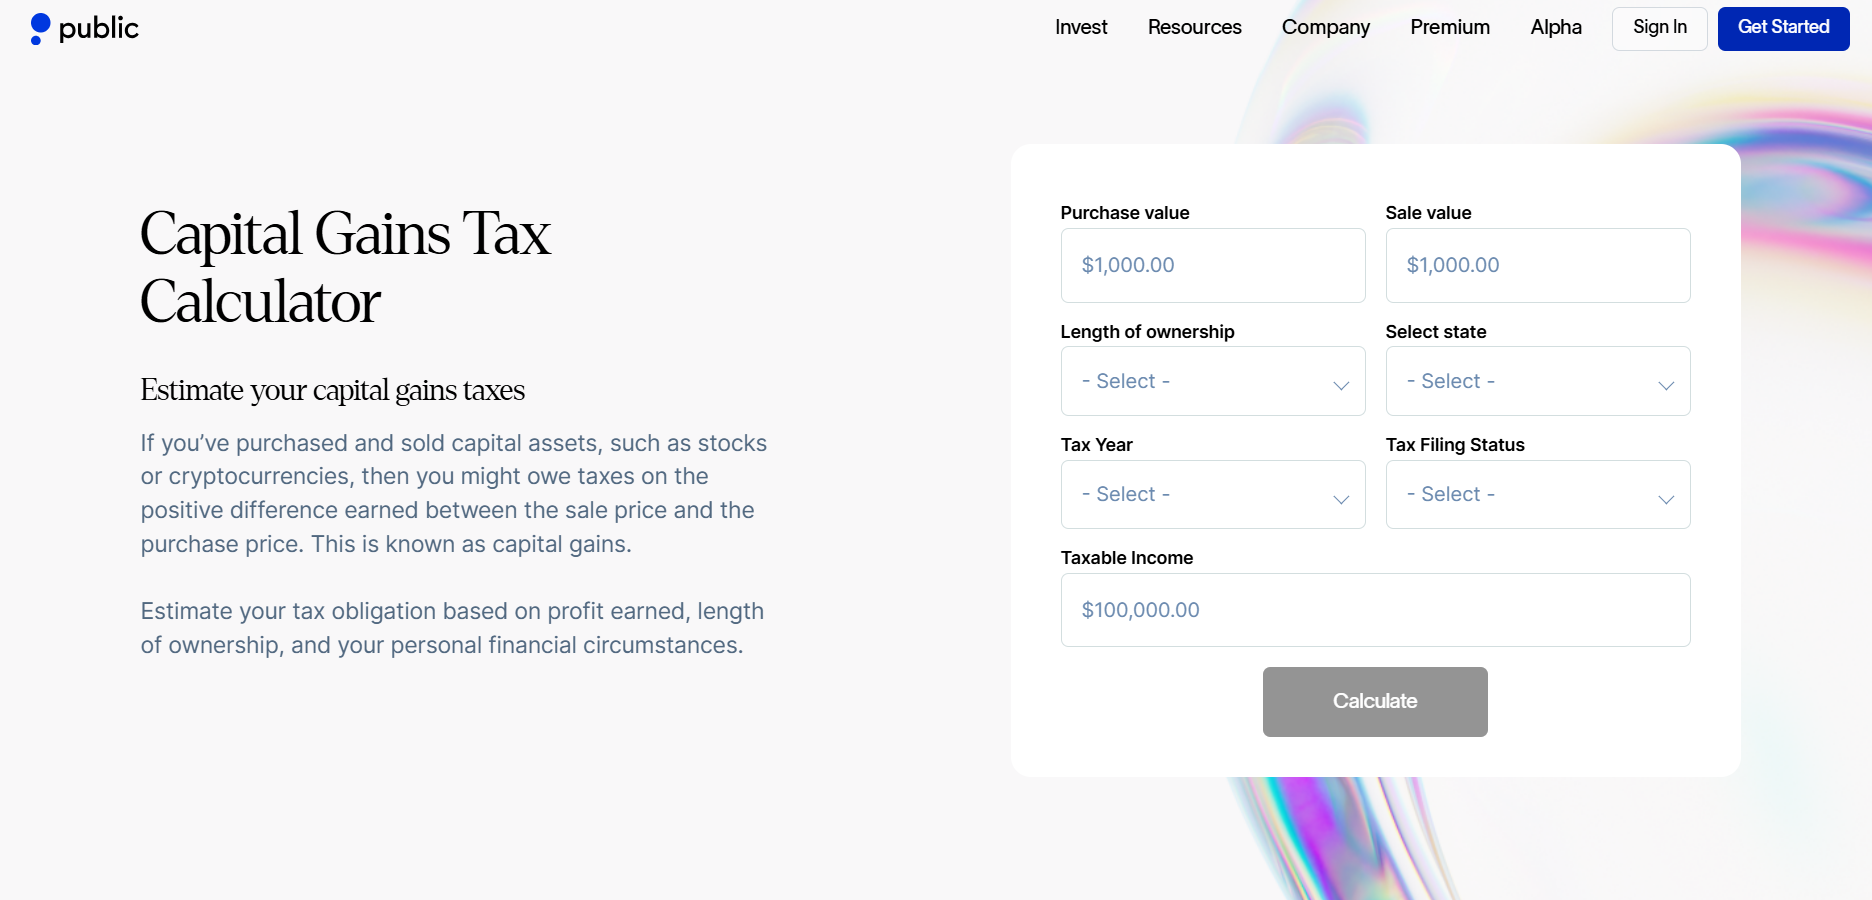 public
Invest Resources Company Premium Alpha Sign In Get Started
Capital Gains Tax
Calculator
Estimate your capital gains taxes
If you’ve purchased and sold capital assets, such as stocks
or cryptocurrencies, then you might owe taxes on the
positive difference earned between the sale price and the
purchase price. This is known as capital gains.
Estimate your tax obligation based on profit earned, length
of ownership, and your personal financial circumstances.
Purchase value Sale value
$1,000.00 $1,000.00
Length of ownership Select state
- Select - - Select -
Tax Year Tax Filing Status
- Select - - Select -
Taxable Income
$100,000.00
Calculate